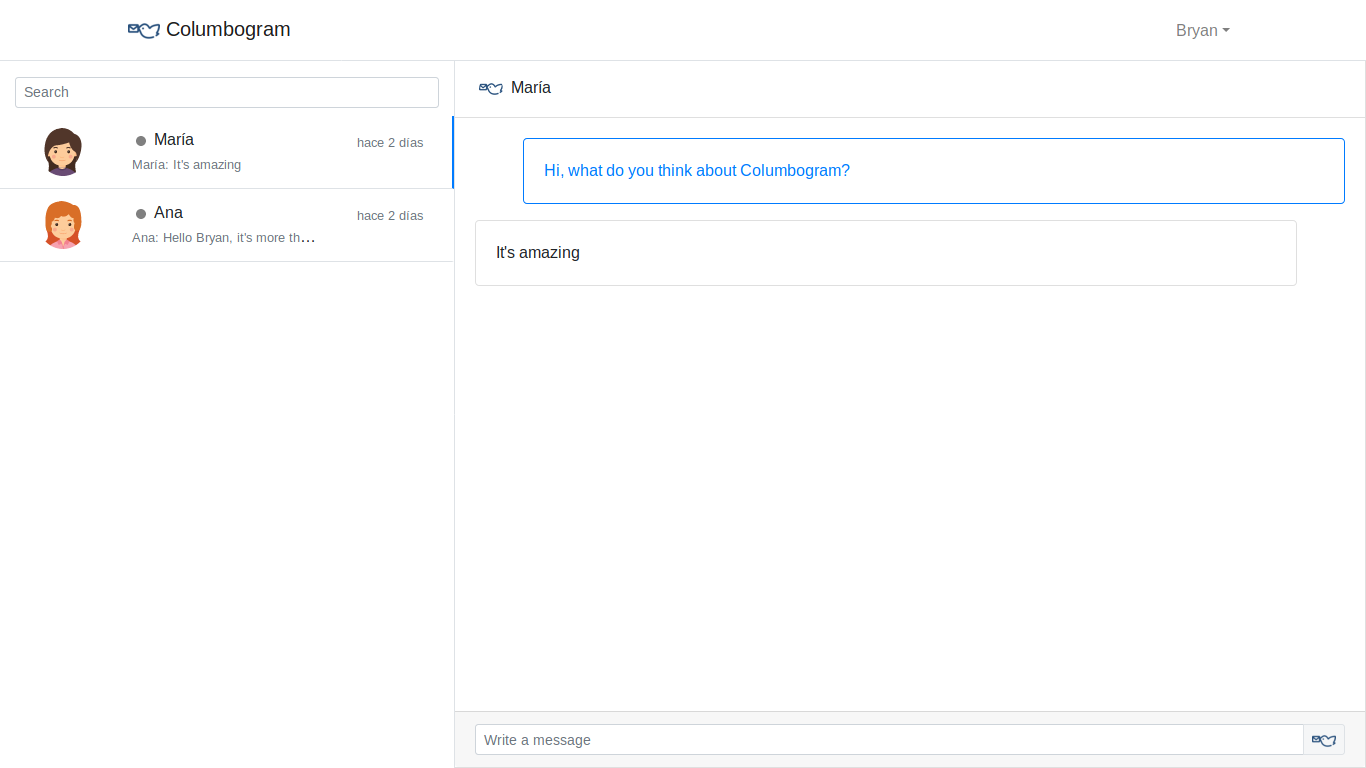 Columbogram
Bryan
Search
María
hace 2 días
María: It's amazing
Ana
hace 2 días
Ana: Hello Bryan, it's more th...
María
Hi, what do you think about Columbogram?
It's amazing
Write a message